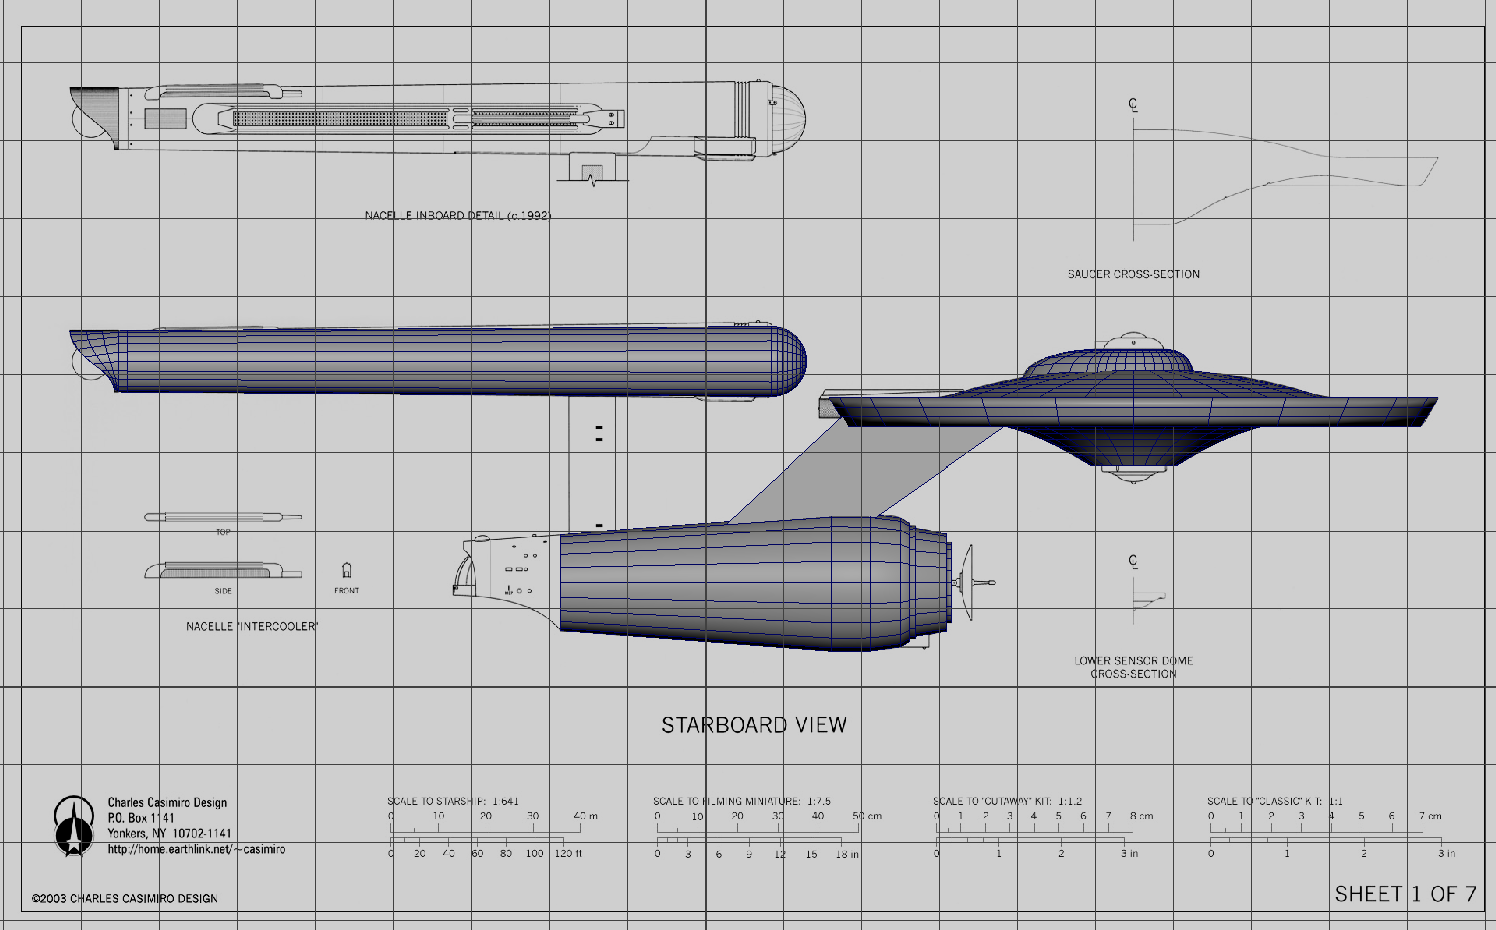 NACELLE INBOARD DETAIL (c.1992)
C
SAUCER CROSS-SECTION
TOP
SIDE
FRONT
NACELLE "INTERCOOLER"
C
LOWER SENSOR DOME
CROSS-SECTION
STARBOARD VIEW
Charles Casimiro Design
P.O. Box 1141
Yonkers, NY 10702-1141
http://home.earthlink.net/~casimiro
SCALE TO STARSHIP: 1:641
0 10 20 30 40 m
0 20 40 60 80 100 120 ft
SCALE TO FILMING MINIATURE: 1:7.5
0 10 20 30 40 50 cm
0 3 6 9 12 15 18 in
SCALE TO "CUTAWAY" KIT: 1:1.2
0 1 2 3 4 5 6 7 8 cm
0 1 2 3 in
SCALE TO "CLASSIC" KIT: 1:1
0 1 2 3 4 5 6 7 cm
0 1 2 3 in
©2003 CHARLES CASIMIRO DESIGN
SHEET 1 OF 7